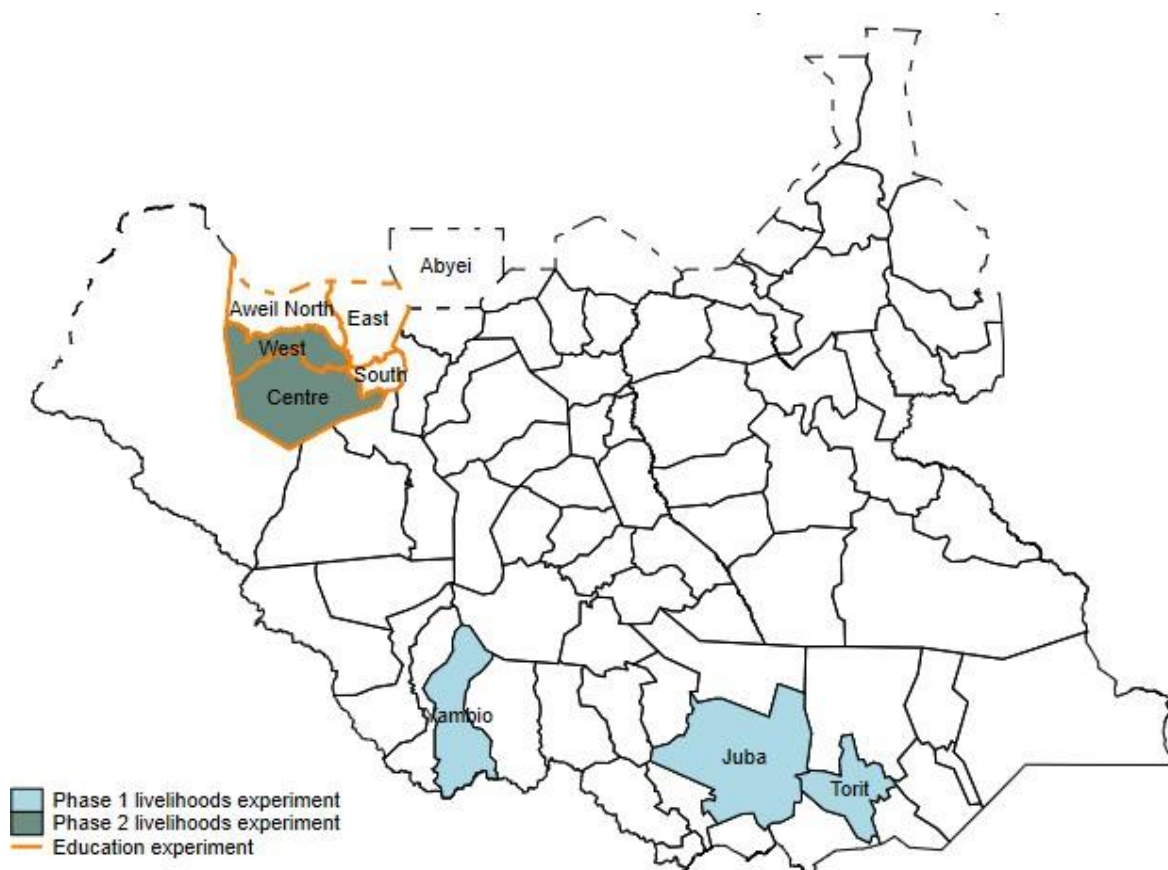 Abyei
Aweil North
East
West
South
Centre
Yambio
Juba
Torit
Phase 1 livelihoods experiment
Phase 2 livelihoods experiment
Education experiment